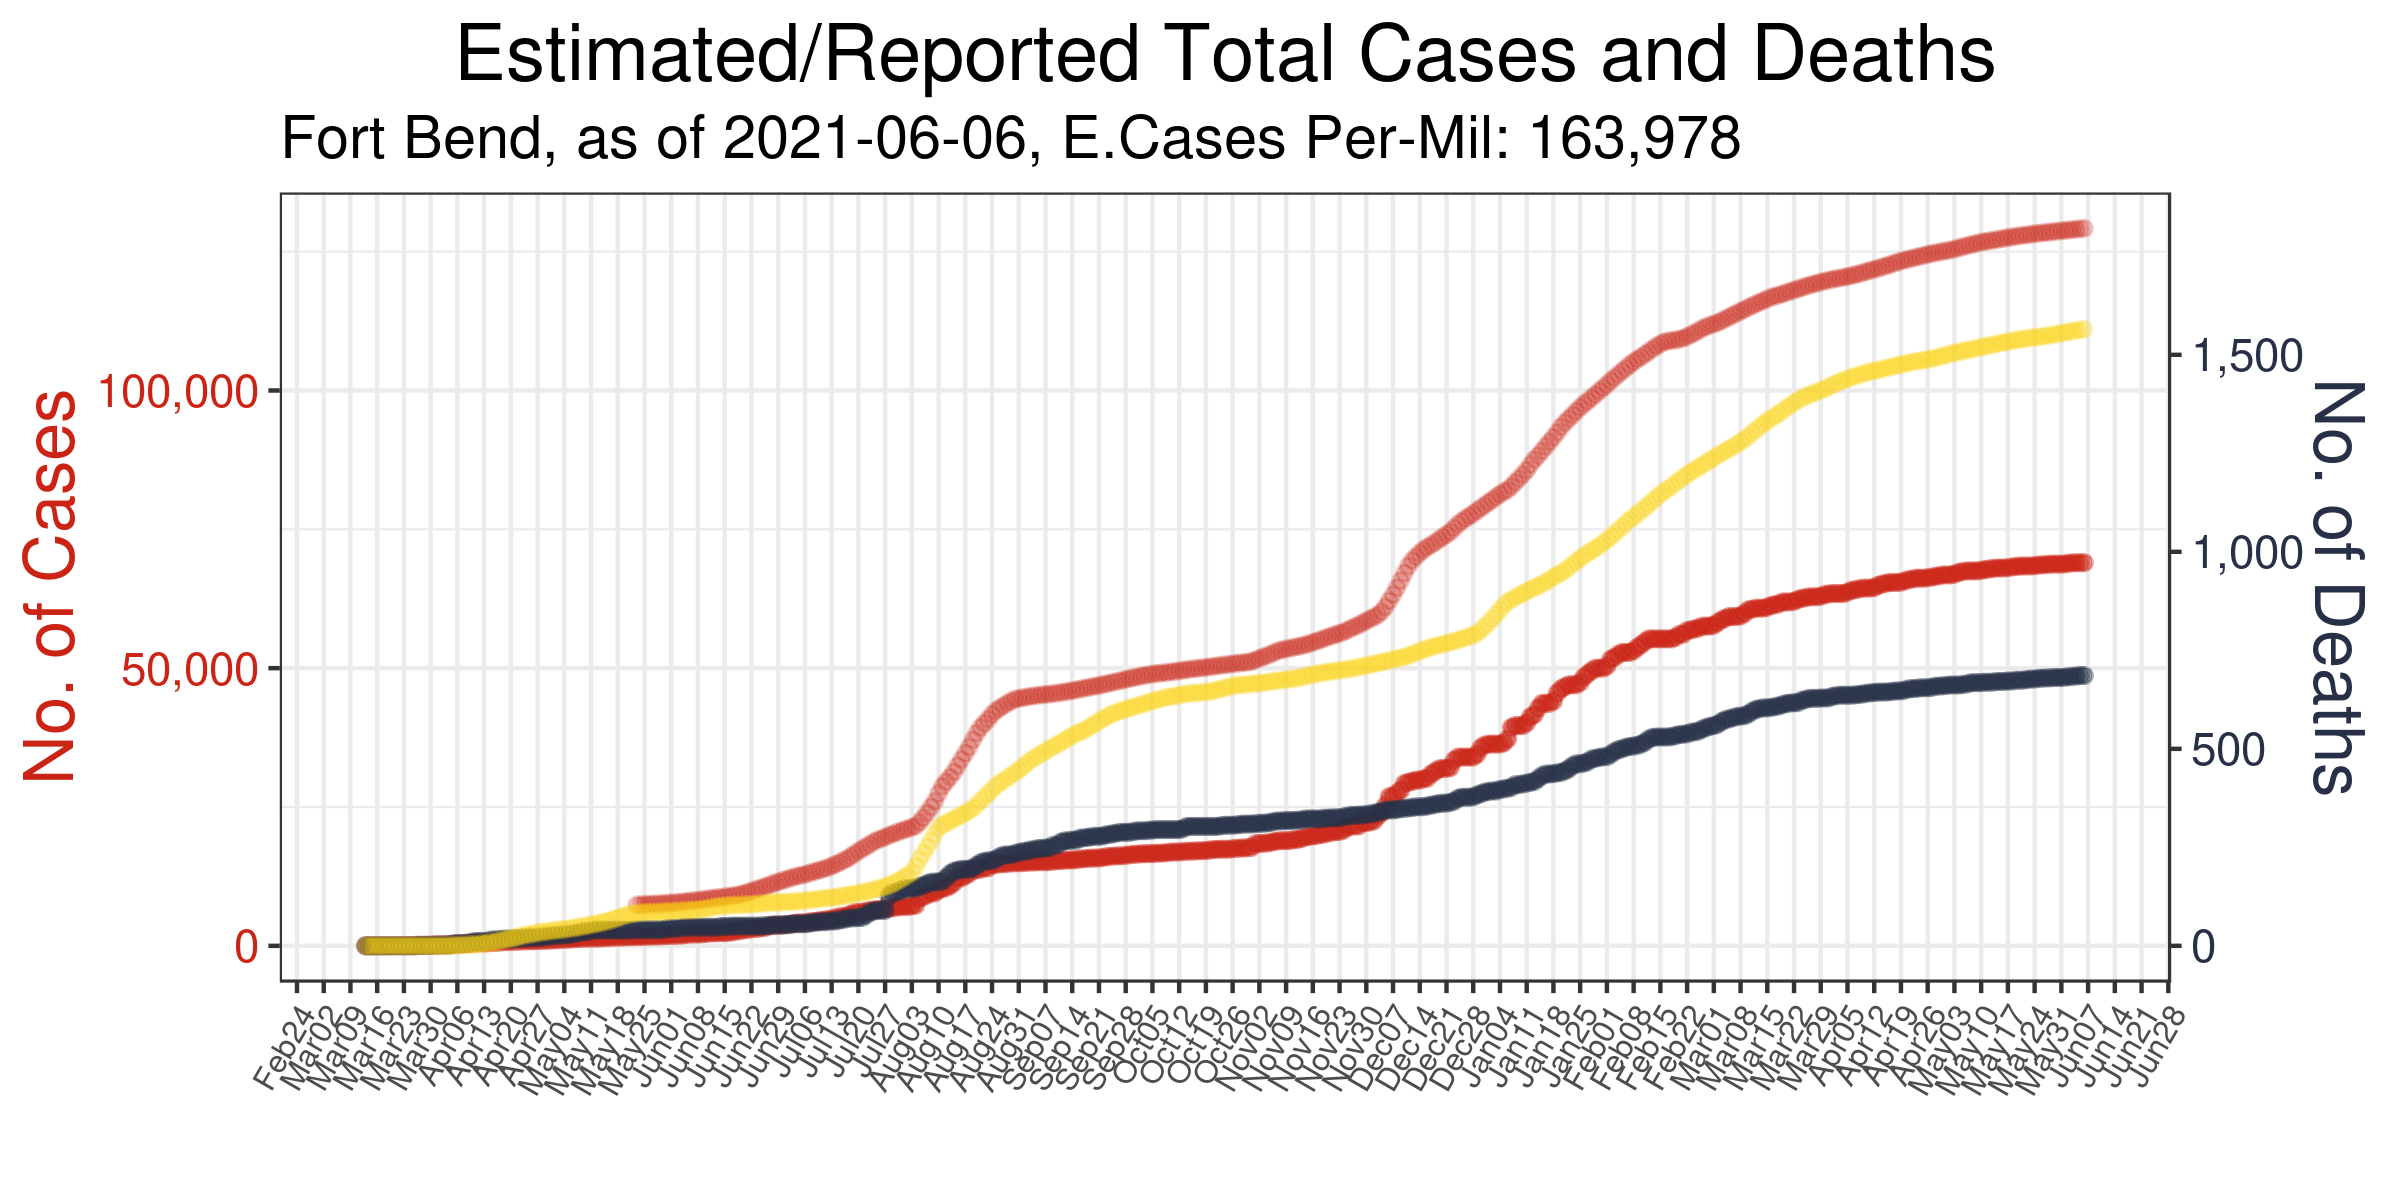 Estimated/Reported Total Cases and Deaths
Fort Bend, as of 2021-06-06, E.Cases Per-Mil: 163,978
No. of Cases
100,000
50,000
0
1,500
1,000
500
0
No. of Deaths
Feb24
Mar02
Mar09
Mar16
Mar23
Mar30
Apr06
Apr13
Apr20
Apr27
May04
May11
May18
May25
Jun01
Jun08
Jun15
Jun22
Jun29
Jul06
Jul13
Jul20
Jul27
Aug03
Aug10
Aug17
Aug24
Aug31
Sep07
Sep14
Sep21
Sep28
Oct05
Oct12
Oct19
Oct26
Nov02
Nov09
Nov16
Nov23
Nov30
Dec07
Dec14
Dec21
Dec28
Jan04
Jan11
Jan18
Jan25
Feb01
Feb08
Feb15
Feb22
Mar01
Mar08
Mar15
Mar22
Mar29
Apr05
Apr12
Apr19
Apr26
May03
May10
May17
May24
May31
Jun07
Jun14
Jun21
Jun28